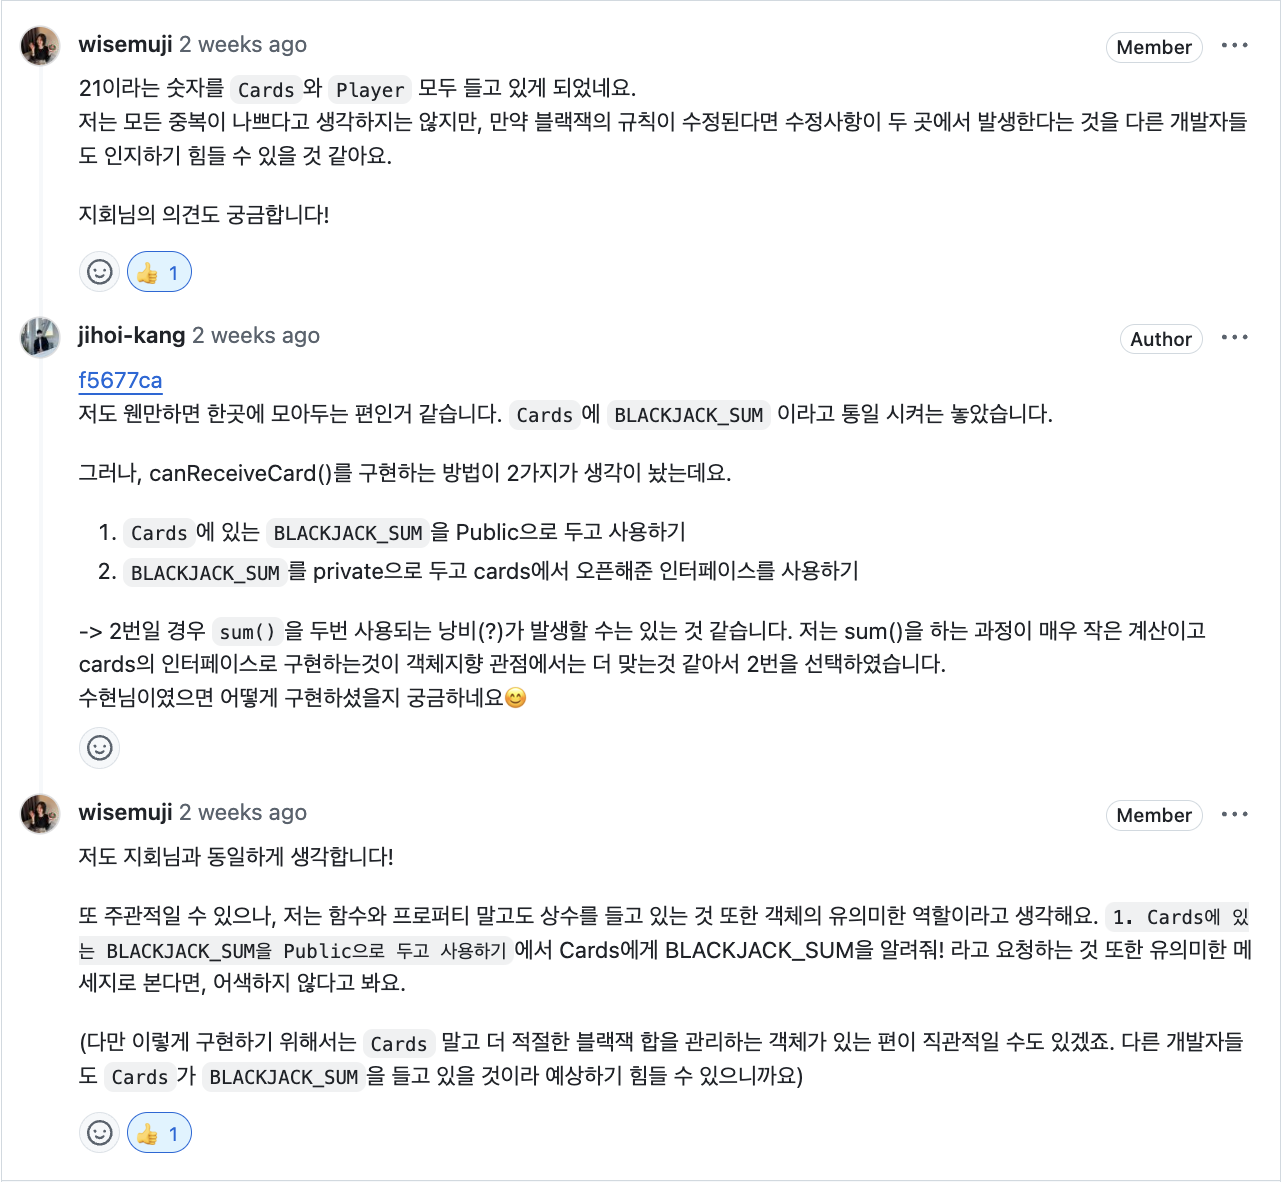 wisemuji 2 weeks ago
Member
21이라는 숫자를 Cards 와 Player 모두 들고 있게 되었네요.
저는 모든 중복이 나쁘다고 생각하지는 않지만, 만약 블랙잭의 규칙이 수정된다면 수정사항이 두 곳에서 발생한다는 것을 다른 개발자들
도 인지하기 힘들 수 있을 것 같아요.
지회님의 의견도 궁금합니다!
👍 1
jihoi-kang 2 weeks ago
Author
f5677ca
저도 웬만하면 한곳에 모아두는 편인거 같습니다. Cards 에 BLACKJACK_SUM 이라고 통일 시켜는 놓았습니다.
그러나, canReceiveCard()를 구현하는 방법이 2가지가 생각이 놨는데요.
1. Cards 에 있는 BLACKJACK_SUM 을 Public으로 두고 사용하기
2. BLACKJACK_SUM 를 private으로 두고 cards에서 오픈해준 인터페이스를 사용하기
-> 2번일 경우 sum() 을 두번 사용되는 낭비(?)가 발생할 수는 있는 것 같습니다. 저는 sum()을 하는 과정이 매우 작은 계산이고
cards의 인터페이스로 구현하는것이 객체지향 관점에서는 더 맞는것 같아서 2번을 선택하였습니다.
수현님이였으면 어떻게 구현하셨을지 궁금하네요😊
wisemuji 2 weeks ago
Member
저도 지회님과 동일하게 생각합니다!
또 주관적일 수 있으나, 저는 함수와 프로퍼티 말고도 상수를 들고 있는 것 또한 객체의 유의미한 역할이라고 생각해요. 1. Cards에 있
는 BLACKJACK_SUM을 Public으로 두고 사용하기 에서 Cards에게 BLACKJACK_SUM을 알려줘! 라고 요청하는 것 또한 유의미한 메
세지로 본다면, 어색하지 않다고 봐요.
(다만 이렇게 구현하기 위해서는 Cards 말고 더 적절한 블랙잭 합을 관리하는 객체가 있는 편이 직관적일 수도 있겠죠. 다른 개발자들
도 Cards 가 BLACKJACK_SUM 을 들고 있을 것이라 예상하기 힘들 수 있으니까요)
👍 1